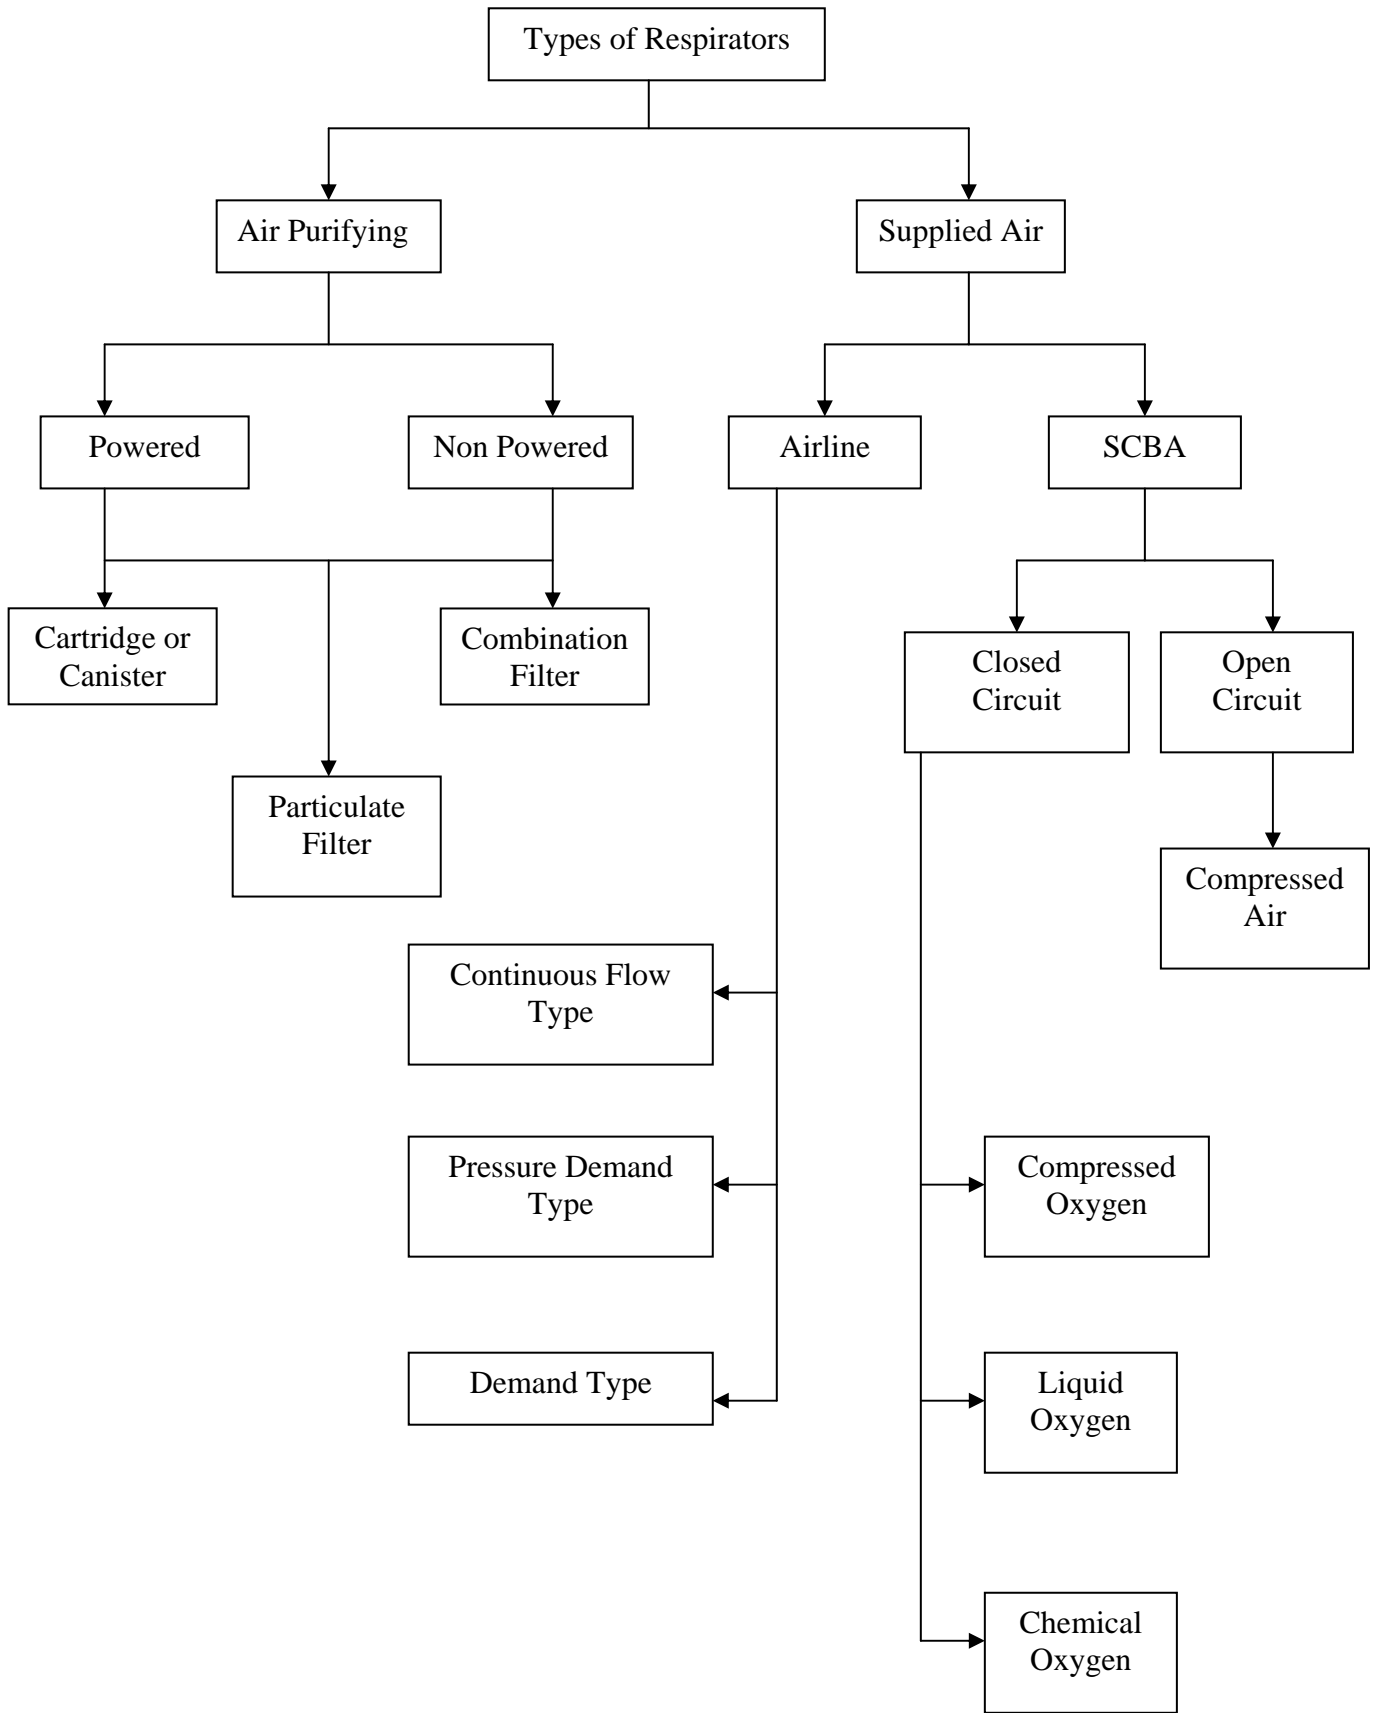 Types of Respirators
Air Purifying
Supplied Air
Powered
Non Powered
Airline
SCBA
Cartridge or
Canister
Combination
Filter
Closed
Circuit
Open
Circuit
Particulate
Filter
Compressed
Air
Continuous Flow
Type
Pressure Demand
Type
Compressed
Oxygen
Demand Type
Liquid
Oxygen
Chemical
Oxygen